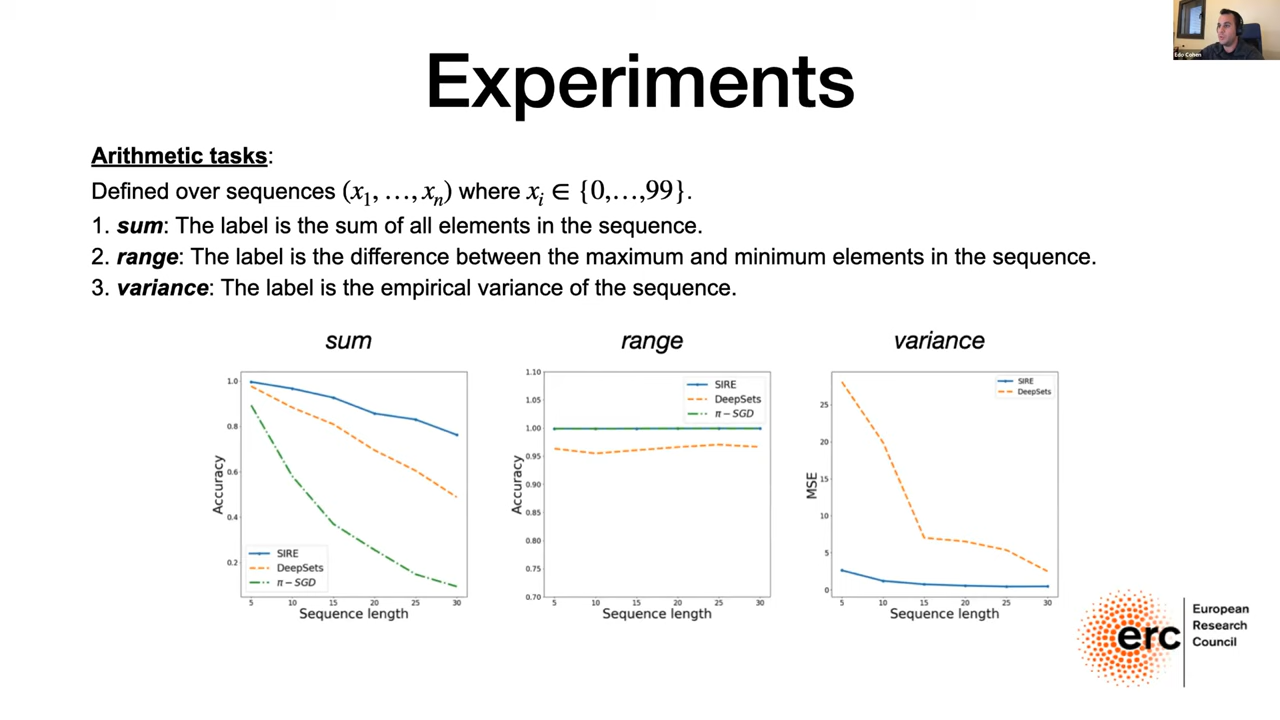 Edo Cohen
Experiments
Arithmetic tasks:
Defined over sequences (x₁, …, xₙ) where xᵢ ∈ {0,…,99}.
1. sum: The label is the sum of all elements in the sequence.
2. range: The label is the difference between the maximum and minimum elements in the sequence.
3. variance: The label is the empirical variance of the sequence.
sum
1.0
0.8
0.6
0.4
0.2
Accuracy
SIRE
DeepSets
π − SGD
5 10 15 20 25 30
Sequence length
range
1.10
1.05
1.00
0.95
0.90
0.85
0.80
0.75
0.70
Accuracy
SIRE
DeepSets
π − SGD
5 10 15 20 25 30
Sequence length
variance
25
20
15
10
5
0
MSE
SIRE
DeepSets
5 10 15 20 25 30
Sequence length
erc
European
Research
Council